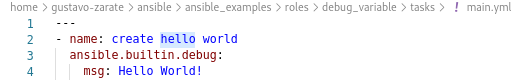 home > gustavo-zarate > ansible > ansible_examples > roles > debug_variable > tasks > ! main.yml
1 ---
2 - name: create hello world
3 ansible.builtin.debug:
4 msg: Hello World!